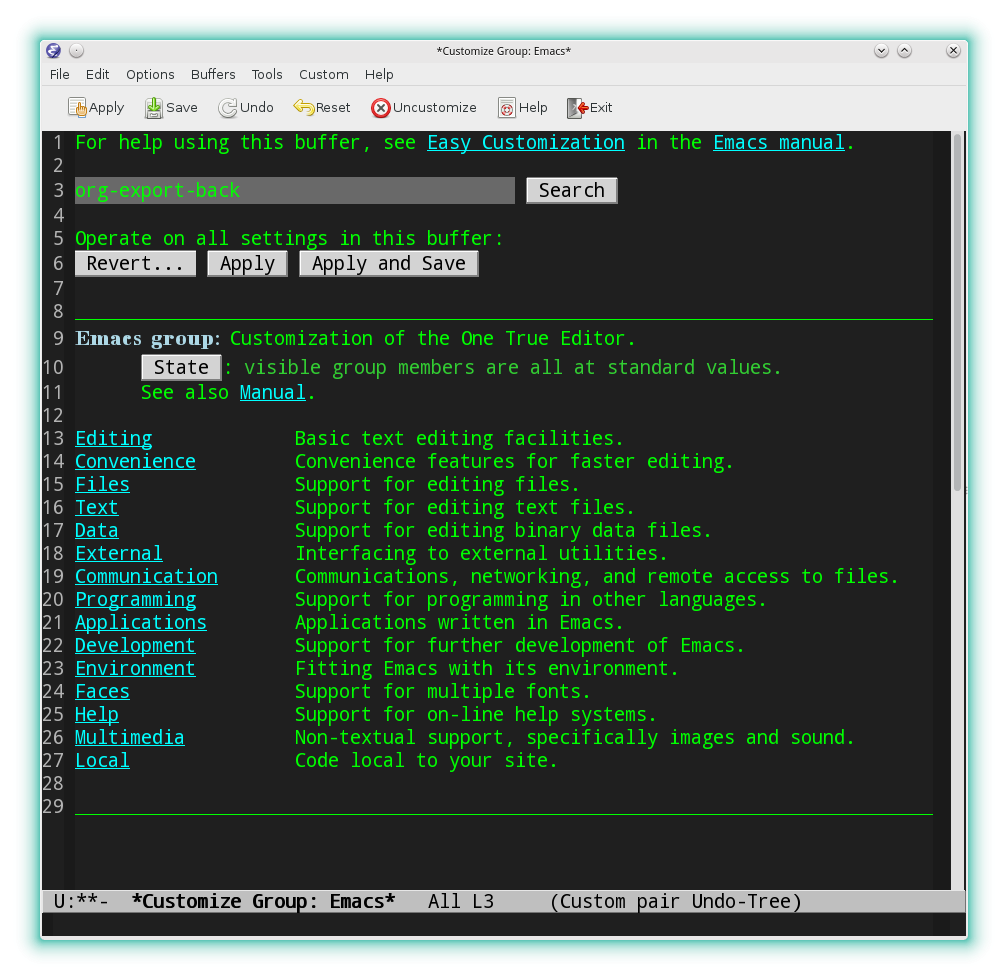 *Customize Group: Emacs*
File Edit Options Buffers Tools Custom Help
Apply Save Undo Reset Uncustomize Help Exit
1 For help using this buffer, see Easy Customization in the Emacs manual.
2
3 org-export-back Search
4
5 Operate on all settings in this buffer:
6 Revert... Apply Apply and Save
7
8
9 Emacs group: Customization of the One True Editor.
10 State : visible group members are all at standard values.
11 See also Manual.
12
13 Editing Basic text editing facilities.
14 Convenience Convenience features for faster editing.
15 Files Support for editing files.
16 Text Support for editing text files.
17 Data Support for editing binary data files.
18 External Interfacing to external utilities.
19 Communication Communications, networking, and remote access to files.
20 Programming Support for programming in other languages.
21 Applications Applications written in Emacs.
22 Development Support for further development of Emacs.
23 Environment Fitting Emacs with its environment.
24 Faces Support for multiple fonts.
25 Help Support for on-line help systems.
26 Multimedia Non-textual support, specifically images and sound.
27 Local Code local to your site.
28
29
U:**- *Customize Group: Emacs* All L3 (Custom pair Undo-Tree)